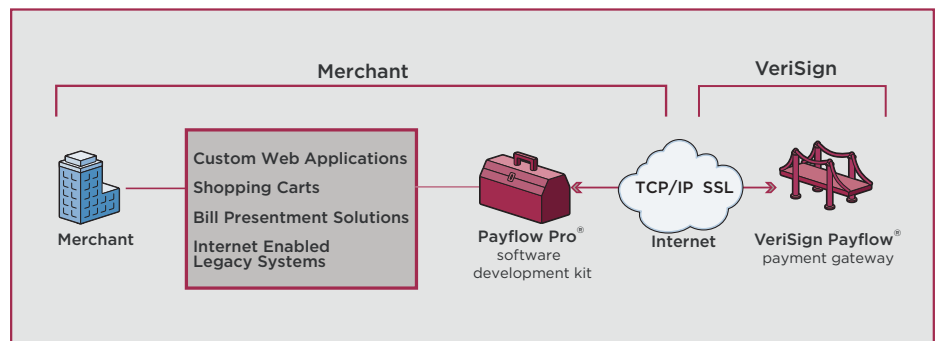 Merchant
VeriSign
Custom Web Applications
Shopping Carts
Bill Presentment Solutions
Internet Enabled
Legacy Systems
Merchant
Payflow Pro®
software
development kit
TCP/IP SSL
Internet
VeriSign Payflow®
payment gateway